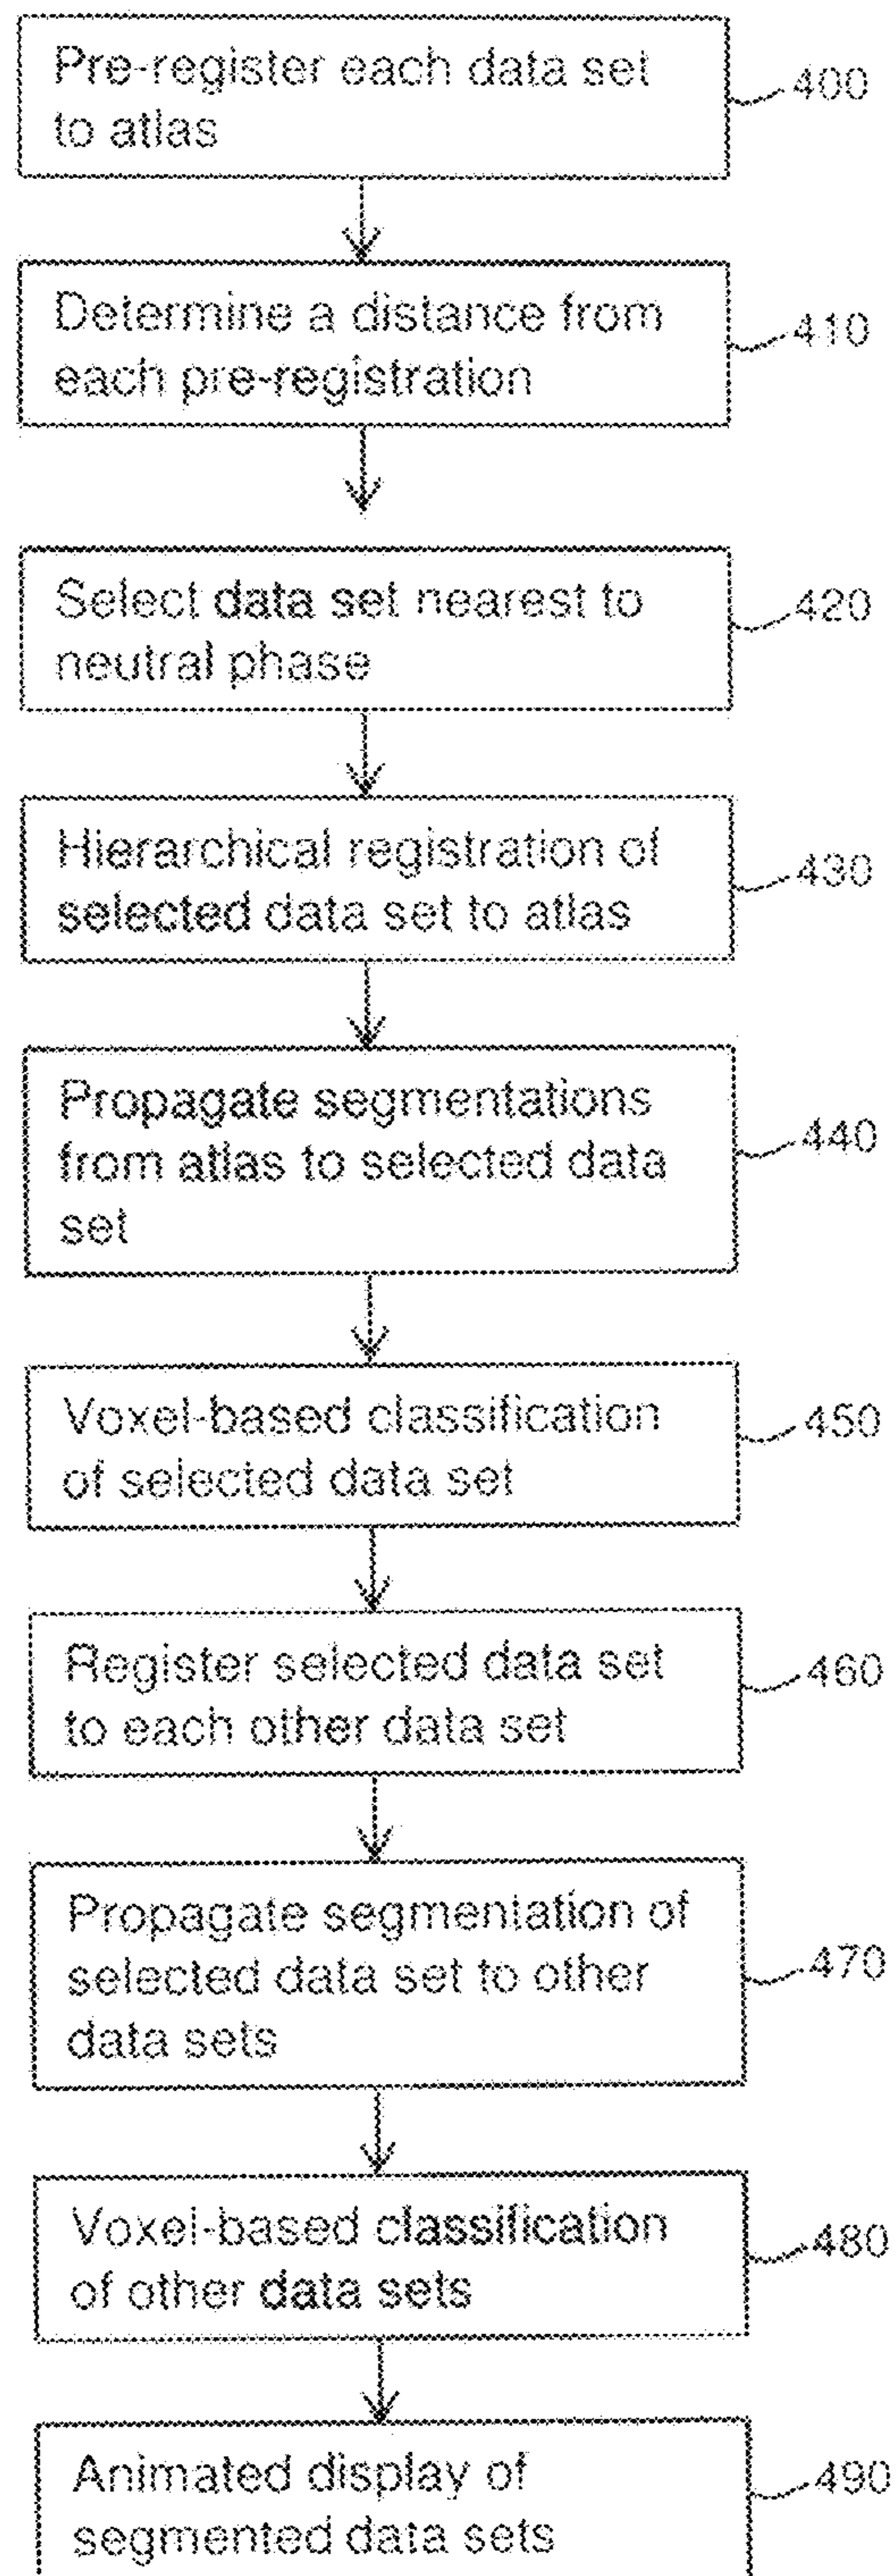 Pre-register each data set
to atlas
400
Determine a distance from
each pre-registration
410
Select data set nearest to
neutral phase
420
Hierarchical registration of
selected data set to atlas
430
Propagate segmentations
from atlas to selected data
set
440
Voxel-based classification
of selected data set
450
Register selected data set
to each other data set
460
Propagate segmentation of
selected data set to other
data sets
470
Voxel-based classification
of other data sets
480
Animated display of
segmented data sets
490